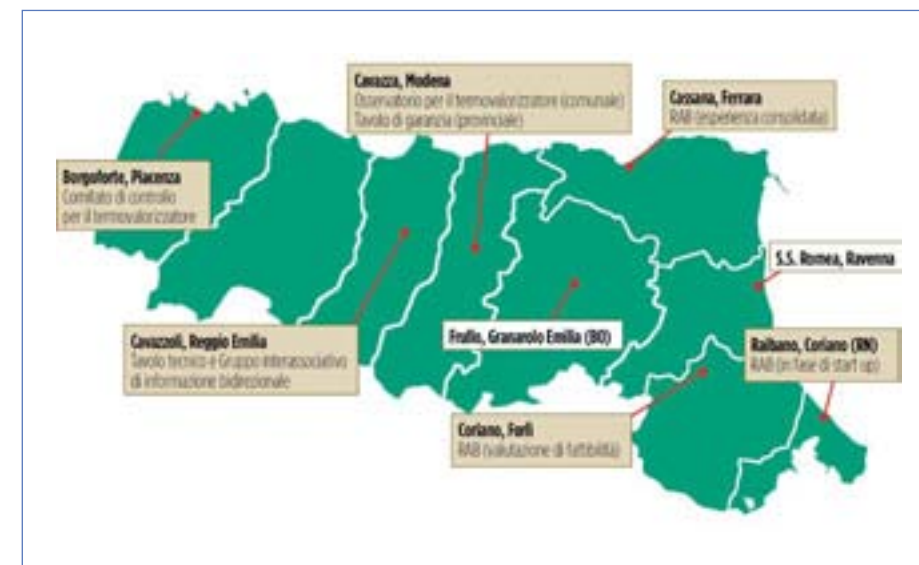 Cavazza, Modena
Osservatorio per il termovalorizzatore (comunale)
Tavolo di garanzia (provinciale)
Cassana, Ferrara
RAB (esperienza consolidata)
Borgoforte, Piacenza
Comitato di controllo
per il termovalorizzatore
S.S. Romea, Ravenna
Cavazzoli, Reggio Emilia
Tavolo tecnico e Gruppo interassociativo
di informazione bidirezionale
Frullo, Granarolo Emilia (BO)
Raibano, Coriano (RN)
RAB (in fase di start up)
Coriano, Forlì
RAB (valutazione di fattibilità)